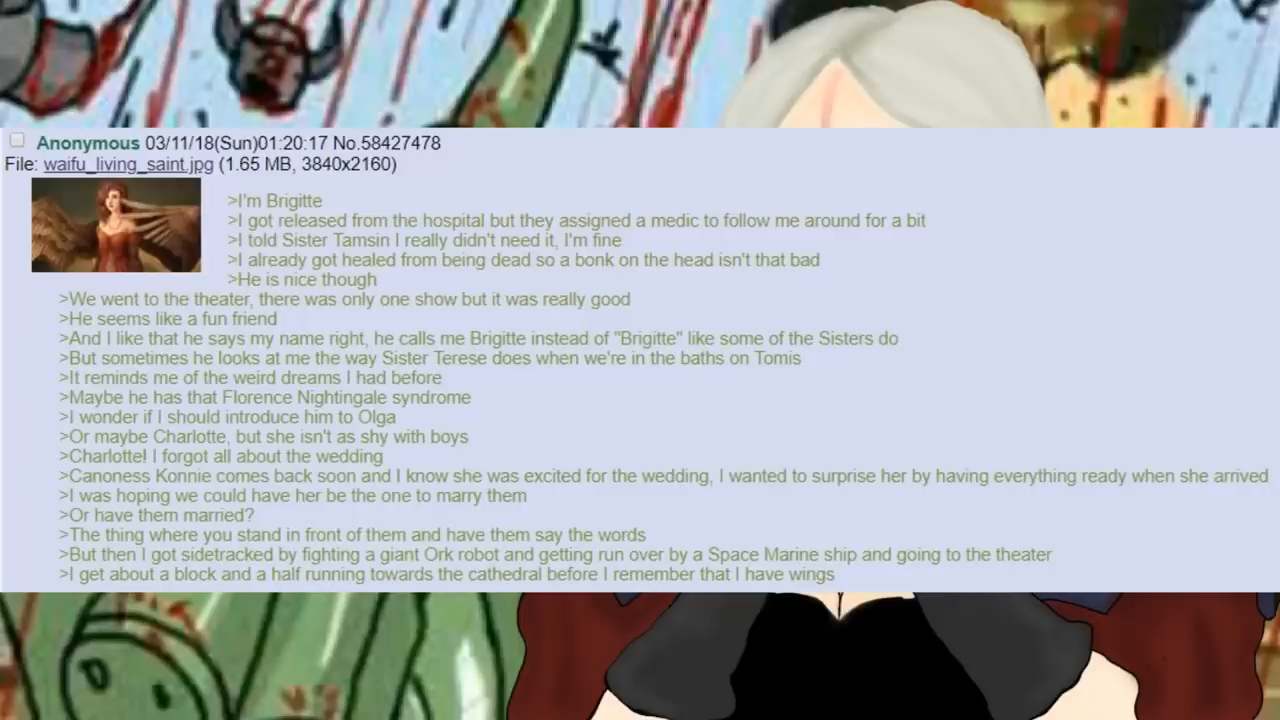 Anonymous 03/11/18(Sun)01:20:17 No.58427478
File: waifu_living_saint.jpg (1.65 MB, 3840x2160)
>I'm Brigitte
>I got released from the hospital but they assigned a medic to follow me around for a bit
>I told Sister Tamsin I really didn't need it, I'm fine
>I already got healed from being dead so a bonk on the head isn't that bad
>He is nice though
>We went to the theater, there was only one show but it was really good
>He seems like a fun friend
>And I like that he says my name right, he calls me Brigitte instead of "Brigitte" like some of the Sisters do
>But sometimes he looks at me the way Sister Terese does when we're in the baths on Tomis
>It reminds me of the weird dreams I had before
>Maybe he has that Florence Nightingale syndrome
>I wonder if I should introduce him to Olga
>Or maybe Charlotte, but she isn't as shy with boys
>Charlotte! I forgot all about the wedding
>Canoness Konnie comes back soon and I know she was excited for the wedding, I wanted to surprise her by having everything ready when she arrived
>I was hoping we could have her be the one to marry them
>Or have them married?
>The thing where you stand in front of them and have them say the words
>But then I got sidetracked by fighting a giant Ork robot and getting run over by a Space Marine ship and going to the theater
>I get about a block and a half running towards the cathedral before I remember that I have wings